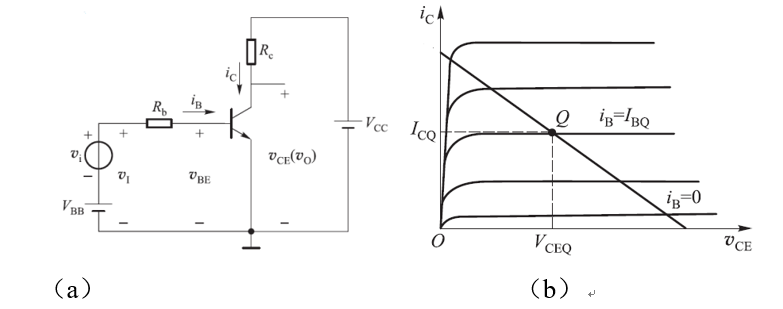 R_c
i_C
+
R_b
i_B
+
+
+
v_i
−
v_I
v_BE
v_CE(v_O)
V_CC
V_BB
−
−
−
(a)
i_C
I_CQ
Q
i_B=I_BQ
i_B=0
O
V_CEQ
v_CE
(b)